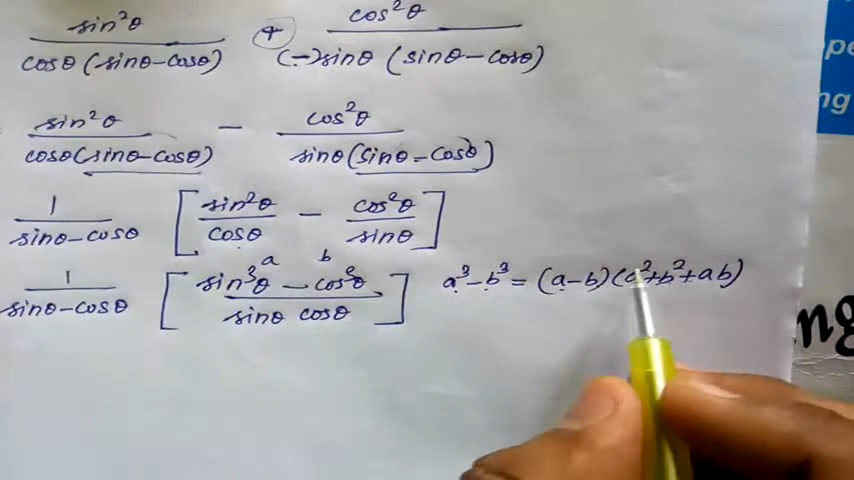 sin²θ / cosθ(sinθ-cosθ) + cos²θ / (-)sinθ (sinθ-cosθ)
sin²θ / cosθ(sinθ-cosθ) - cos²θ / sinθ(sinθ-cosθ)
1 / sinθ-cosθ [sin²θ / cosθ - cos²θ / sinθ]
a b
1 / sinθ-cosθ [sin³θ - cos³θ / sinθ cosθ] a³-b³ = (a-b)(a²+b²+ab)